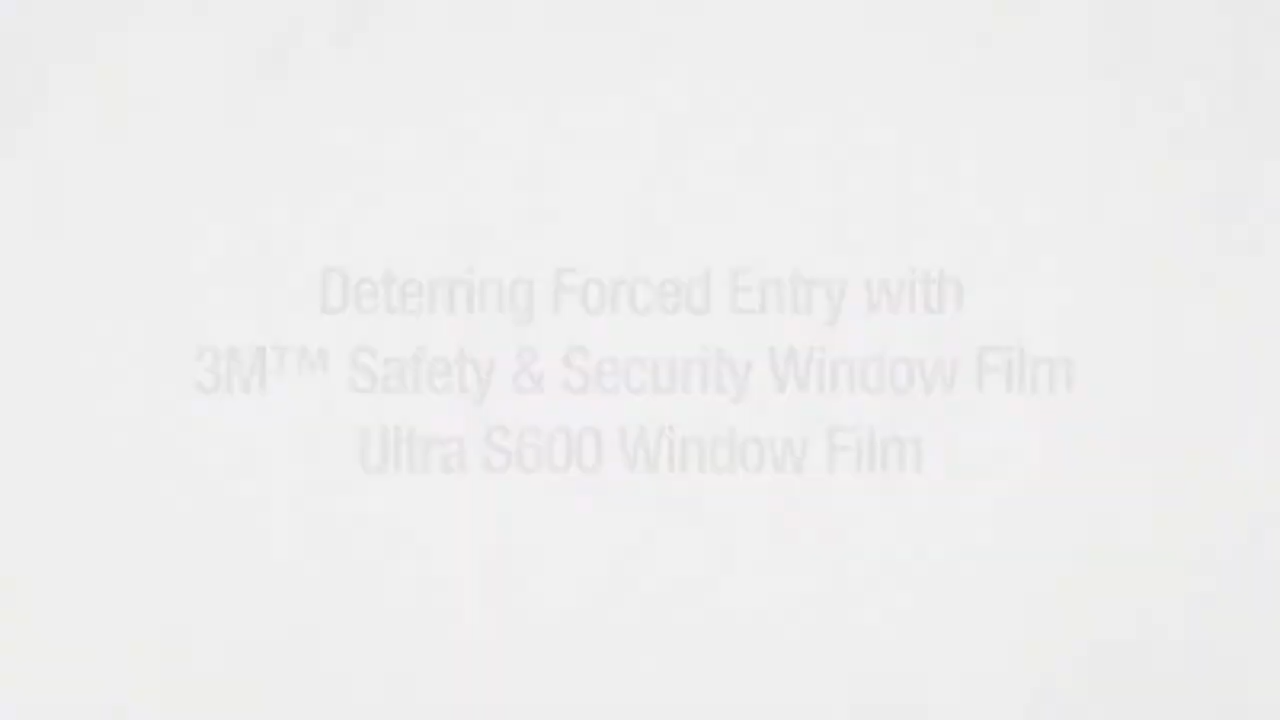 Deterring Forced Entry with
3M™ Safety & Security Window Film
Ultra S600 Window Film